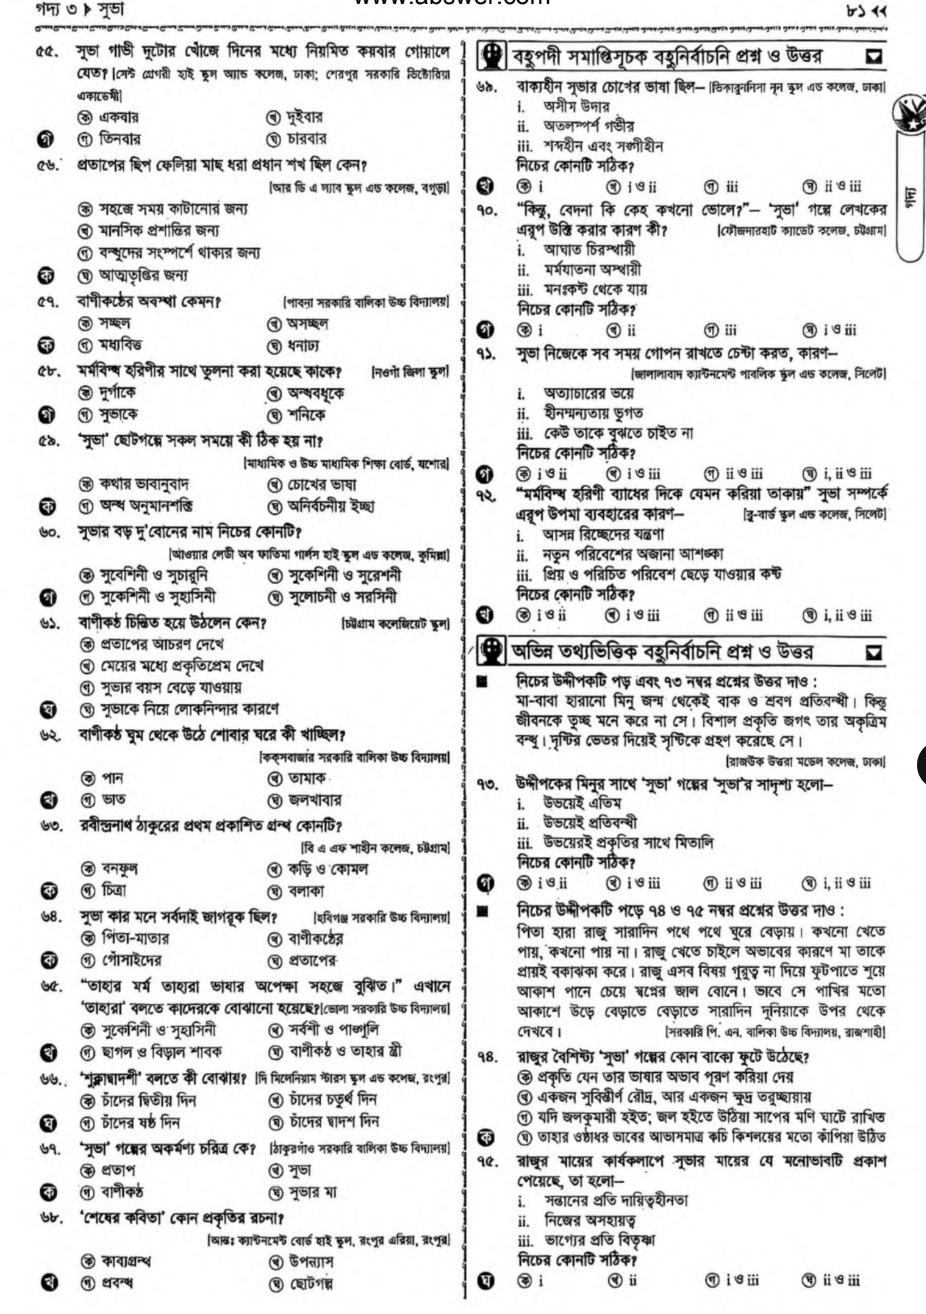 গদ্য ৩ ▶ সুভা
www.abswer.com
৮১ ◀◀
৫৫. সুভা গাভী দুটোর খোঁজে দিনের মধ্যে নিয়মিত কয়বার গোয়ালে
যেত? [সেন্ট গ্রেগরী হাই স্কুল অ্যান্ড কলেজ, ঢাকা; শেরপুর সরকারি ভিক্টোরিয়া
একাডেমী]
ক একবার খ দুইবার
গ গ তিনবার ঘ চারবার
৫৬. প্রতাপের ছিপ ফেলিয়া মাছ ধরা প্রধান শখ ছিল কেন?
[আর ডি এ ল্যাব স্কুল এন্ড কলেজ, বগুড়া]
ক সহজে সময় কাটানোর জন্য
খ মানসিক প্রশান্তির জন্য
গ বন্ধুদের সংস্পর্শে থাকার জন্য
ক ঘ আত্মতৃপ্তির জন্য
৫৭. বাণীকণ্ঠের অবস্থা কেমন? [পাবনা সরকারি বালিকা উচ্চ বিদ্যালয়]
ক সচ্ছল খ অসচ্ছল
ক গ মধ্যবিত্ত ঘ ধনাঢ্য
৫৮. মর্মবিদ্ধ হরিণীর সাথে তুলনা করা হয়েছে কাকে? [নওগাঁ জিলা স্কুল]
ক দুর্গাকে খ অন্ধবধূকে
গ গ সুভাকে ঘ শনিকে
৫৯. ‘সুভা’ ছোটগল্পে সকল সময়ে কী ঠিক হয় না?
[মাধ্যমিক ও উচ্চ মাধ্যমিক শিক্ষা বোর্ড, যশোর]
ক কথার ভাবানুবাদ খ চোখের ভাষা
ক গ অন্ধ অনুমানশক্তি ঘ অনির্বচনীয় ইচ্ছা
৬০. সুভার বড় দু’বোনের নাম নিচের কোনটি?
[আওয়ার লেডী অব ফাতিমা গার্লস হাই স্কুল এন্ড কলেজ, কুমিল্লা]
ক সুবেশিনী ও সুচারুনি খ সুকেশিনী ও সুরেশনী
গ গ সুকেশিনী ও সুহাসিনী ঘ সুলোচনী ও সরসিনী
৬১. বাণীকণ্ঠ চিন্তিত হয়ে উঠলেন কেন? [চট্টগ্রাম কলেজিয়েট স্কুল]
ক প্রতাপের আচরণ দেখে
খ মেয়ের মধ্যে প্রকৃতিপ্রেম দেখে
গ সুভার বয়স বেড়ে যাওয়ায়
ঘ ঘ সুভাকে নিয়ে লোকনিন্দার কারণে
৬২. বাণীকণ্ঠ ঘুম থেকে উঠে শোবার ঘরে কী খাচ্ছিল?
[কক্সবাজার সরকারি বালিকা উচ্চ বিদ্যালয়]
ক পান খ তামাক
খ গ ভাত ঘ জলখাবার
৬৩. রবীন্দ্রনাথ ঠাকুরের প্রথম প্রকাশিত গ্রন্থ কোনটি?
[বি এ এফ শাহীন কলেজ, চট্টগ্রাম]
ক বনফুল খ কড়ি ও কোমল
ক গ চিত্রা ঘ বলাকা
৬৪. সুভা কার মনে সর্বদাই জাগরূক ছিল? [হবিগঞ্জ সরকারি উচ্চ বিদ্যালয়]
ক পিতা-মাতার খ বাণীকণ্ঠের
ক গ গোঁসাইদের ঘ প্রতাপের
৬৫. “তাহার মর্ম তাহারা ভাষার অপেক্ষা সহজে বুঝিত।” এখানে
‘তাহারা’ বলতে কাদেরকে বোঝানো হয়েছে?[ভোলা সরকারি উচ্চ বিদ্যালয়]
ক সুকেশিনী ও সুহাসিনী খ সর্বশী ও পাঙ্গুলি
খ গ ছাগল ও বিড়াল শাবক ঘ বাণীকণ্ঠ ও তাহার স্ত্রী
৬৬. ‘শুক্লাদ্বাদশী’ বলতে কী বোঝায়? [দি মিলেনিয়াম স্টারস স্কুল এন্ড কলেজ, রংপুর]
ক চাঁদের দ্বিতীয় দিন খ চাঁদের চতুর্থ দিন
ঘ গ চাঁদের ষষ্ঠ দিন ঘ চাঁদের দ্বাদশ দিন
৬৭. ‘সুভা’ গল্পের অকর্মণ্য চরিত্র কে? [ঠাকুরগাঁও সরকারি বালিকা উচ্চ বিদ্যালয়]
ক প্রতাপ খ সুভা
ক গ বাণীকণ্ঠ ঘ সুভার মা
৬৮. ‘শেষের কবিতা’ কোন প্রকৃতির রচনা?
[আন্তঃ ক্যান্টনমেন্ট বোর্ড হাই স্কুল, রংপুর এরিয়া, রংপুর]
ক কাব্যগ্রন্থ খ উপন্যাস
খ গ প্রবন্ধ ঘ ছোটগল্প
বহুপদী সমাপ্তিসূচক বহুনির্বাচনি প্রশ্ন ও উত্তর
৬৯. বাক্যহীন সুভার চোখের ভাষা ছিল– [ভিকারুননিসা নূন স্কুল এন্ড কলেজ, ঢাকা]
i. অসীম উদার
ii. অতলস্পর্শ গভীর
iii. শব্দহীন এবং সঙ্গীহীন
নিচের কোনটি সঠিক?
খ ক i খ i ও ii গ iii ঘ ii ও iii
৭০. “কিন্তু, বেদনা কি কেহ কখনো ভোলে?”– ‘সুভা’ গল্পে লেখকের
এরূপ উক্তি করার কারণ কী? [ফৌজদারহাট ক্যাডেট কলেজ, চট্টগ্রাম]
i. আঘাত চিরস্থায়ী
ii. মর্মযাতনা অস্থায়ী
iii. মনঃকষ্ট থেকে যায়
নিচের কোনটি সঠিক?
গ ক i খ ii গ iii ঘ i ও iii
৭১. সুভা নিজেকে সব সময় গোপন রাখতে চেষ্টা করত, কারণ–
[জালালাবাদ ক্যান্টনমেন্ট পাবলিক স্কুল এন্ড কলেজ, সিলেট]
i. অত্যাচারের ভয়ে
ii. হীনম্মন্যতায় ভুগত
iii. কেউ তাকে বুঝতে চাইত না
নিচের কোনটি সঠিক?
গ ক i ও ii খ i ও iii গ ii ও iii ঘ i, ii ও iii
৭২. “মর্মবিদ্ধ হরিণী ব্যাধের দিকে যেমন করিয়া তাকায়” সুভা সম্পর্কে
এরূপ উপমা ব্যবহারের কারণ– [ব্লু-বার্ড স্কুল এন্ড কলেজ, সিলেট]
i. আসন্ন বিচ্ছেদের যন্ত্রণা
ii. নতুন পরিবেশের অজানা আশঙ্কা
iii. প্রিয় ও পরিচিত পরিবেশ ছেড়ে যাওয়ার কষ্ট
নিচের কোনটি সঠিক?
খ ক i ও ii খ i ও iii গ ii ও iii ঘ i, ii ও iii
অভিন্ন তথ্যভিত্তিক বহুনির্বাচনি প্রশ্ন ও উত্তর
■ নিচের উদ্দীপকটি পড় এবং ৭৩ নম্বর প্রশ্নের উত্তর দাও :
মা-বাবা হারানো মিনু জন্ম থেকেই বাক ও শ্রবণ প্রতিবন্ধী। কিন্তু
জীবনকে তুচ্ছ মনে করে না সে। বিশাল প্রকৃতি জগৎ তার অকৃত্রিম
বন্ধু। দৃষ্টির ভেতর দিয়েই সৃষ্টিকে গ্রহণ করেছে সে।
[রাজউক উত্তরা মডেল কলেজ, ঢাকা]
৭৩. উদ্দীপকের মিনুর সাথে ‘সুভা’ গল্পের ‘সুভা’র সাদৃশ্য হলো–
i. উভয়েই এতিম
ii. উভয়েই প্রতিবন্ধী
iii. উভয়েরই প্রকৃতির সাথে মিতালি
নিচের কোনটি সঠিক?
গ ক i ও ii খ i ও iii গ ii ও iii ঘ i, ii ও iii
■ নিচের উদ্দীপকটি পড়ে ৭৪ ও ৭৫ নম্বর প্রশ্নের উত্তর দাও :
পিতা হারা রাজু সারাদিন পথে পথে ঘুরে বেড়ায়। কখনো খেতে
পায়, কখনো পায় না। রাজু খেতে চাইলে অভাবের কারণে মা তাকে
প্রায়ই বকাঝকা করে। রাজু এসব বিষয় গুরুত্ব না দিয়ে ফুটপাতে শুয়ে
আকাশ পানে চেয়ে স্বপ্নের জাল বোনে। ভাবে সে পাখির মতো
আকাশে উড়ে বেড়াতে বেড়াতে সারাদিন দুনিয়াকে উপর থেকে
দেখবে। [সরকারি পি. এন. বালিকা উচ্চ বিদ্যালয়, রাজশাহী]
৭৪. রাজুর বৈশিষ্ট্য ‘সুভা’ গল্পের কোন বাক্যে ফুটে উঠেছে?
ক প্রকৃতি যেন তার ভাষার অভাব পূরণ করিয়া দেয়
খ একজন সুবিস্তীর্ণ রৌদ্র, আর একজন ক্ষুদ্র তরুচ্ছায়ায়
গ যদি জলকুমারী হইত; জল হইতে উঠিয়া সাপের মণি ঘাটে রাখিত
ক ঘ তাহার ওষ্ঠাধর ভাবের আভাসমাত্র কচি কিশলয়ের মতো কাঁপিয়া উঠিত
৭৫. রাজুর মায়ের কার্যকলাপে সুভার মায়ের যে মনোভাবটি প্রকাশ
পেয়েছে, তা হলো–
i. সন্তানের প্রতি দায়িত্বহীনতা
ii. নিজের অসহায়ত্ব
iii. ভাগ্যের প্রতি বিতৃষ্ণা
নিচের কোনটি সঠিক?
ঘ ক i খ ii গ i ও iii ঘ ii ও iii
গদ্য